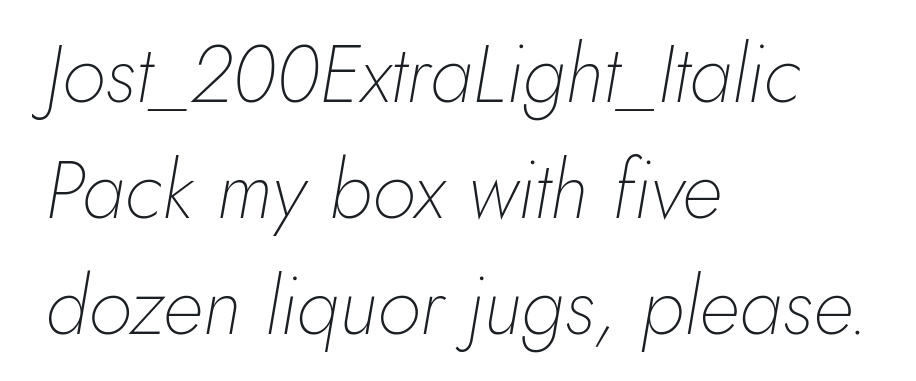 Jost_200ExtraLight_Italic
Pack my box with five
dozen liquor jugs, please.